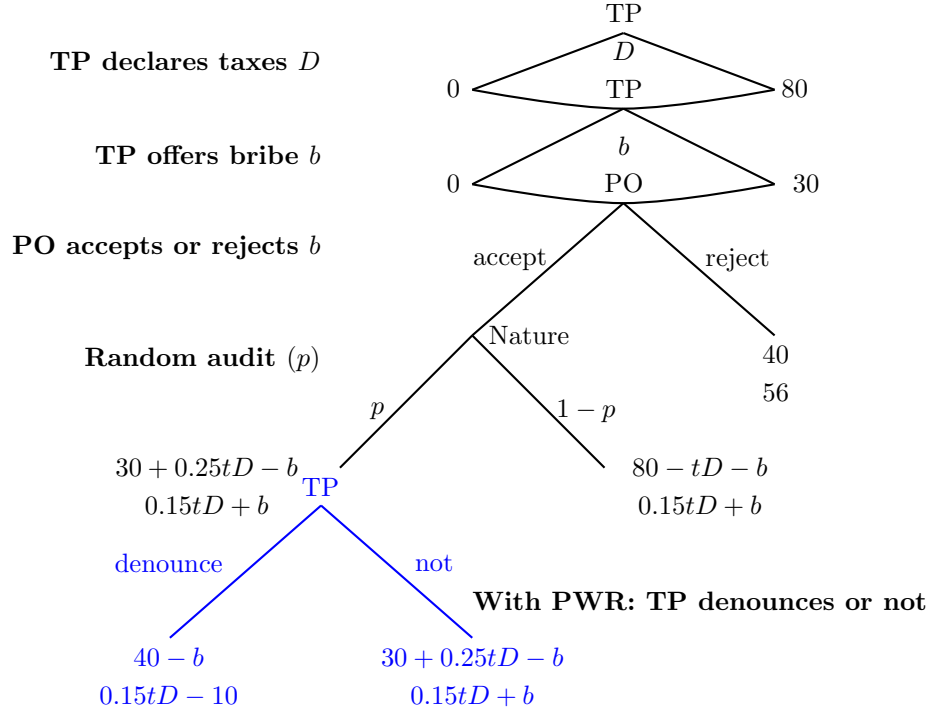 TP
TP declares taxes D
D
0
TP
80
TP offers bribe b
b
0
PO
30
PO accepts or rejects b
accept
reject
Nature
Random audit (p)
40
56
p
1 − p
30 + 0.25tD − b
80 − tD − b
TP
0.15tD + b
0.15tD + b
denounce
not
With PWR: TP denounces or not
40 − b
30 + 0.25tD − b
0.15tD − 10
0.15tD + b